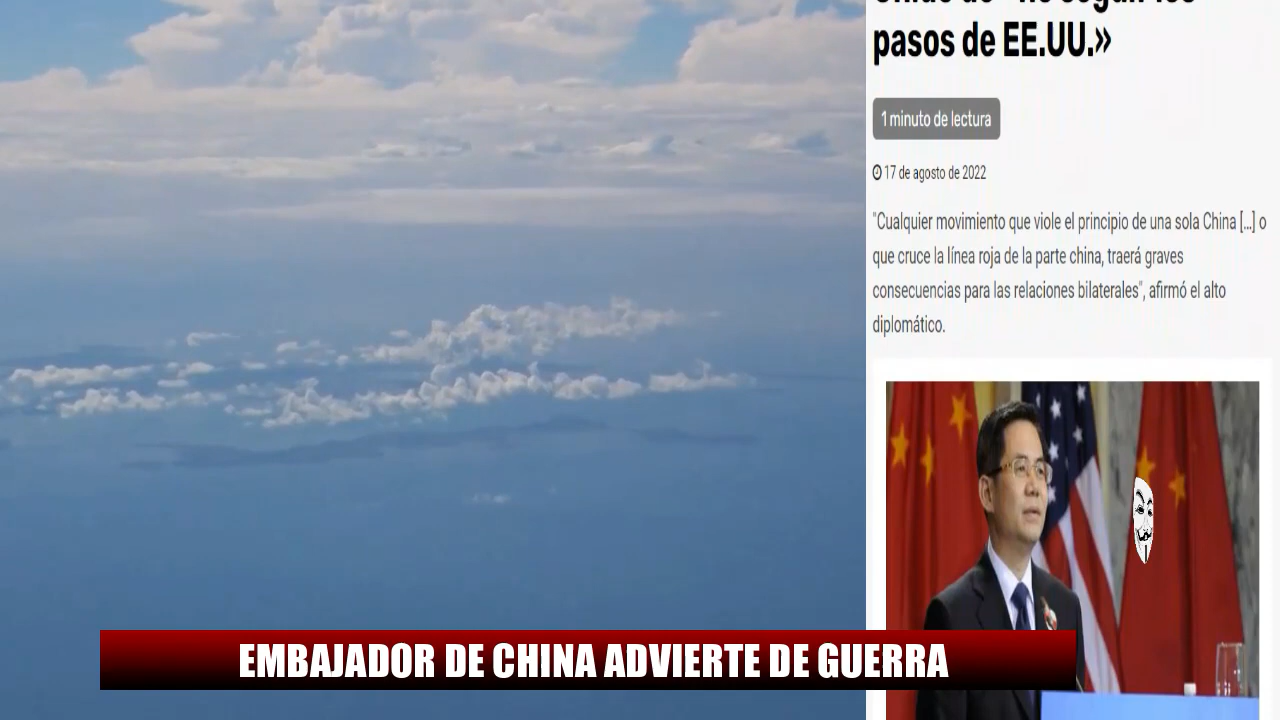 pasos de EE.UU.»
1 minuto de lectura
17 de agosto de 2022
"Cualquier movimiento que viole el principio de una sola China [...] o
que cruce la línea roja de la parte china, traerá graves
consecuencias para las relaciones bilaterales", afirmó el alto
diplomático.
EMBAJADOR DE CHINA ADVIERTE DE GUERRA